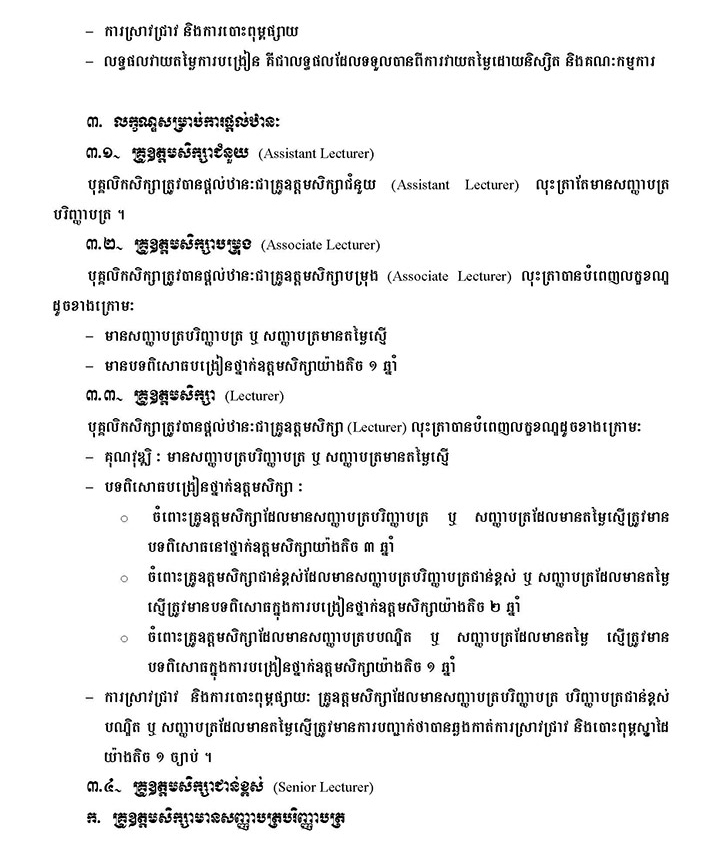 – ការស្រាវជ្រាវ និងការបោះពុម្ពផ្សាយ
– លទ្ធផលវាយតម្លៃការបង្រៀន គឺជាលទ្ធផលដែលទទួលបានពីការវាយតម្លៃដោយនិស្សិត និងគណៈកម្មការ
៣. លក្ខណ្ឌសម្រាប់ការផ្តល់ឋានៈ
៣.១~ គ្រូឧត្តមសិក្សាជំនួយ (Assistant Lecturer)
បុគ្គលិកសិក្សាត្រូវបានផ្តល់ឋានៈជាគ្រូឧត្តមសិក្សាជំនួយ (Assistant Lecturer) លុះត្រាតែមានសញ្ញាបត្រ
បរិញ្ញាបត្រ ។
៣.២~ គ្រូឧត្តមសិក្សាបម្រុង (Associate Lecturer)
បុគ្គលិកសិក្សាត្រូវបានផ្តល់ឋានៈជាគ្រូឧត្តមសិក្សាបម្រុង (Associate Lecturer) លុះត្រាបានបំពេញលក្ខខណ្ឌ
ដូចខាងក្រោមៈ
– មានសញ្ញាបត្របរិញ្ញាបត្រ ឬ សញ្ញាបត្រមានតម្លៃស្មើ
– មានបទពិសោធបង្រៀនថ្នាក់ឧត្តមសិក្សាយ៉ាងតិច ១ ឆ្នាំ
៣.៣~ គ្រូឧត្តមសិក្សា (Lecturer)
បុគ្គលិកសិក្សាត្រូវបានផ្តល់ឋានៈជាគ្រូឧត្តមសិក្សា (Lecturer) លុះត្រាបានបំពេញលក្ខខណ្ឌដូចខាងក្រោមៈ
– គុណវុឌ្ឍិ : មានសញ្ញាបត្របរិញ្ញាបត្រ ឬ សញ្ញាបត្រមានតម្លៃស្មើ
– បទពិសោធបង្រៀនថ្នាក់ឧត្តមសិក្សា :
○ ចំពោះគ្រូឧត្តមសិក្សាដែលមានសញ្ញាបត្របរិញ្ញាបត្រ ឬ សញ្ញាបត្រដែលមានតម្លៃស្មើត្រូវមាន
បទពិសោធនៅថ្នាក់ឧត្តមសិក្សាយ៉ាងតិច ៣ ឆ្នាំ
○ ចំពោះគ្រូឧត្តមសិក្សាជាន់ខ្ពស់ដែលមានសញ្ញាបត្របរិញ្ញាបត្រជាន់ខ្ពស់ ឬ សញ្ញាបត្រដែលមានតម្លៃ
ស្មើត្រូវមានបទពិសោធក្នុងការបង្រៀនថ្នាក់ឧត្តមសិក្សាយ៉ាងតិច ២ ឆ្នាំ
○ ចំពោះគ្រូឧត្តមសិក្សាដែលមានសញ្ញាបត្របបណ្ឌិត ឬ សញ្ញាបត្រដែលមានតម្លៃ ស្មើត្រូវមាន
បទពិសោធក្នុងការបង្រៀនថ្នាក់ឧត្តមសិក្សាយ៉ាងតិច ១ ឆ្នាំ
– ការស្រាវជ្រាវ និងការបោះពុម្ពផ្សាយៈ គ្រូឧត្តមសិក្សាដែលមានសញ្ញាបត្របរិញ្ញាបត្រ បរិញ្ញាបត្រជាន់ខ្ពស់
បណ្ឌិត ឬ សញ្ញាបត្រដែលមានតម្លៃស្មើត្រូវមានការបញ្ជាក់ថាបានឆ្លងកាត់ការស្រាវជ្រាវ និងបោះពុម្ពស្នាដៃ
យ៉ាងតិច ១ ច្បាប់ ។
៣.៤~ គ្រូឧត្តមសិក្សាជាន់ខ្ពស់ (Senior Lecturer)
ក. គ្រូឧត្តមសិក្សាមានសញ្ញាបត្របរិញ្ញាបត្រ